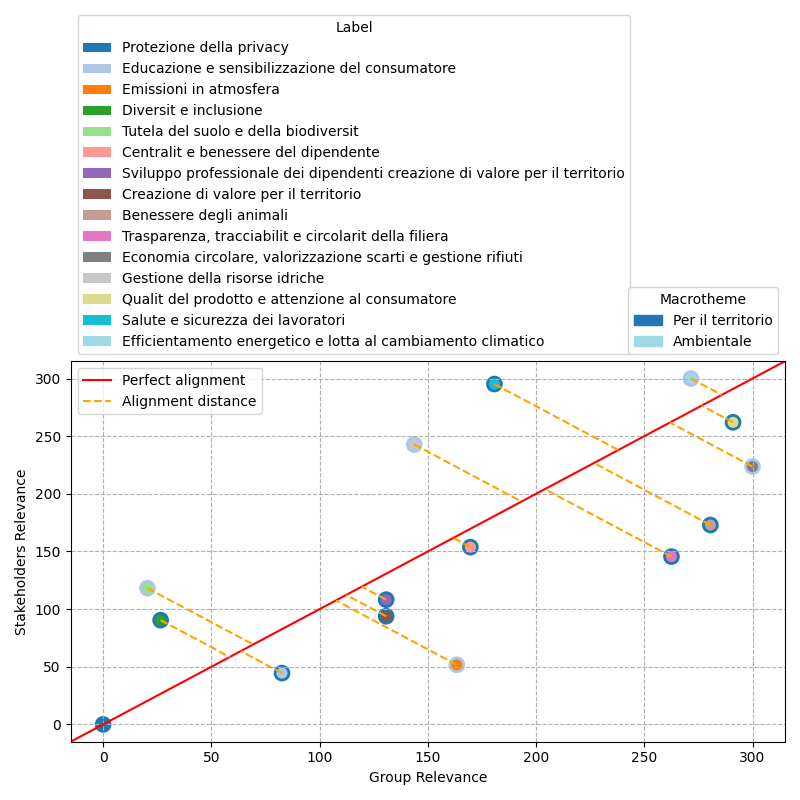 Label
Protezione della privacy
Educazione e sensibilizzazione del consumatore
Emissioni in atmosfera
Diversit e inclusione
Tutela del suolo e della biodiversit
Centralit e benessere del dipendente
Sviluppo professionale dei dipendenti creazione di valore per il territorio
Creazione di valore per il territorio
Benessere degli animali
Trasparenza, tracciabilit e circolarit della filiera
Economia circolare, valorizzazione scarti e gestione rifiuti
Gestione della risorse idriche
Qualit del prodotto e attenzione al consumatore
Salute e sicurezza dei lavoratori
Efficientamento energetico e lotta al cambiamento climatico
Macrotheme
Per il territorio
Ambientale
Perfect alignment
Alignment distance
Stakeholders Relevance
300
250
200
150
100
50
0
0 50 100 150 200 250 300
Group Relevance